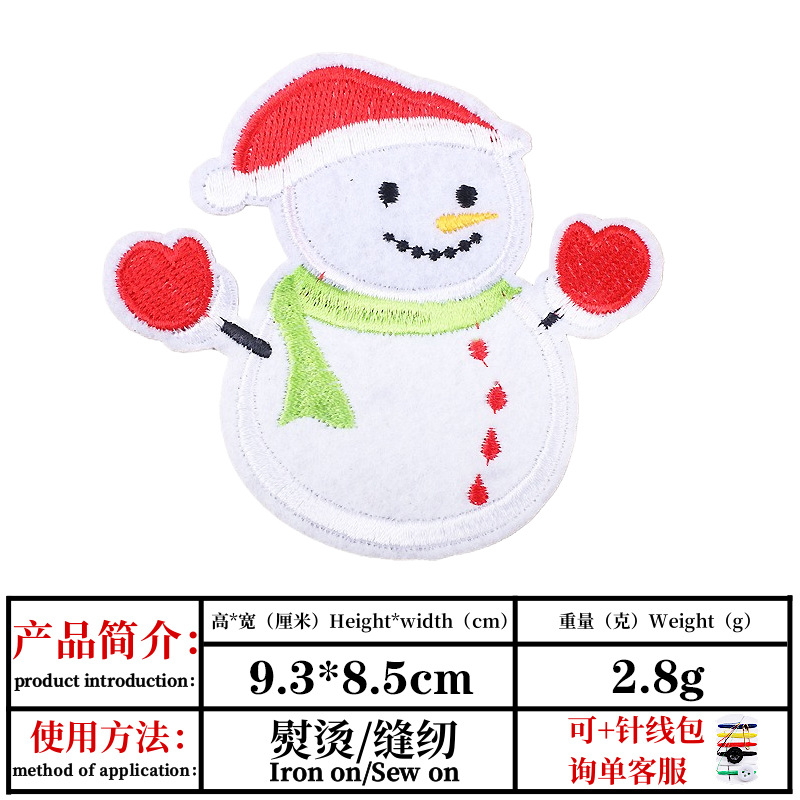 产品简介：
product introduction：
高*宽（厘米）Height*width（cm）
9.3*8.5cm
重量（克）Weight（g）
2.8g
使用方法：
method of application：
熨烫/缝纫
Iron on/Sew on
可+针线包
询单客服